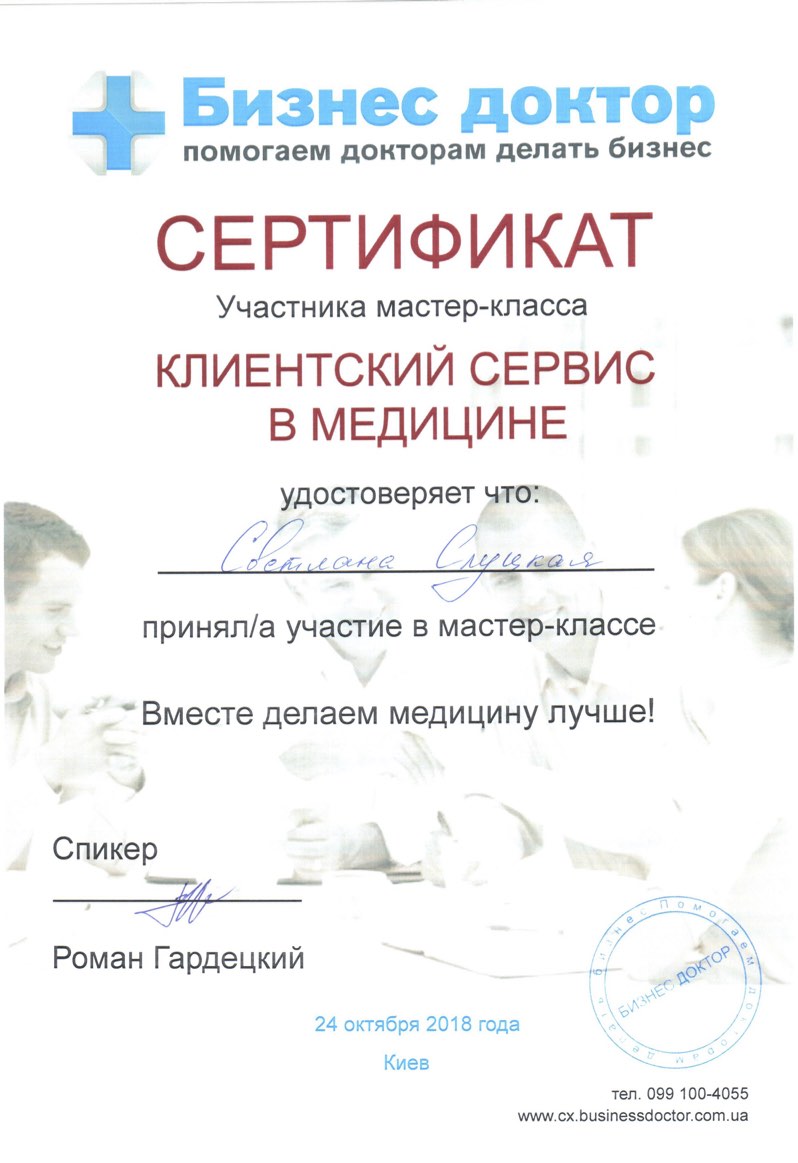 Бизнес доктор
помогаем докторам делать бизнес
СЕРТИФИКАТ
Участника мастер-класса
КЛИЕНТСКИЙ СЕРВИС
В МЕДИЦИНЕ
удостоверяет что:
Светлана Слуцкая
принял/а участие в мастер-классе
Вместе делаем медицину лучше!
Спикер
Роман Гардецкий
Помогаем докторам делать бизнес
БИЗНЕС ДОКТОР
24 октября 2018 года
Киев
тел. 099 100-4055
www.cx.businessdoctor.com.ua